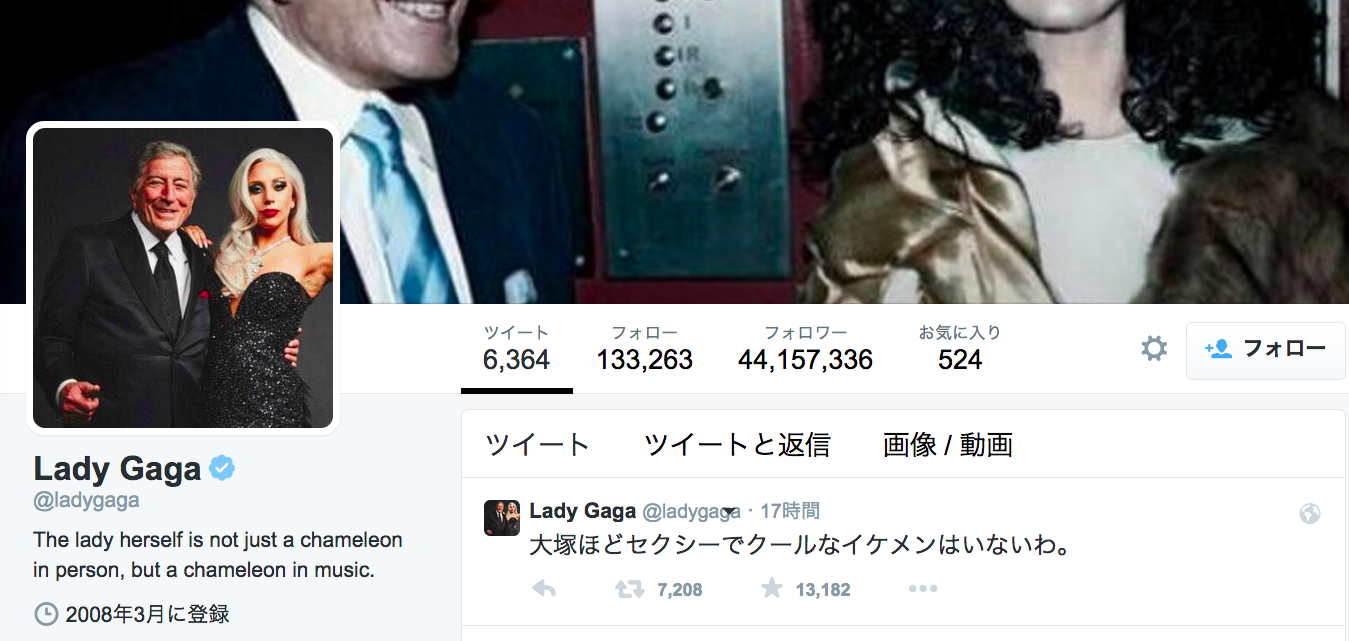 ツイート
6,364
フォロー
133,263
フォロワー
44,157,336
お気に入り
524
フォロー
Lady Gaga
@ladygaga
The lady herself is not just a chameleon
in person, but a chameleon in music.
2008年3月に登録
ツイート ツイートと返信 画像 / 動画
Lady Gaga @ladygaga · 17時間
大塚ほどセクシーでクールなイケメンはいないわ。
7,208 13,182